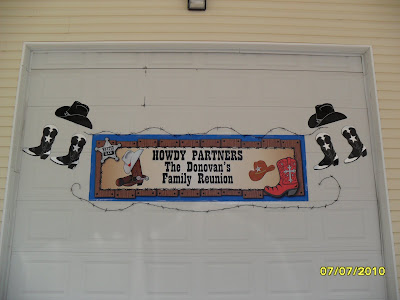 HOWDY PARTNERS
The Donovan's
Family Reunion
07/07/2010